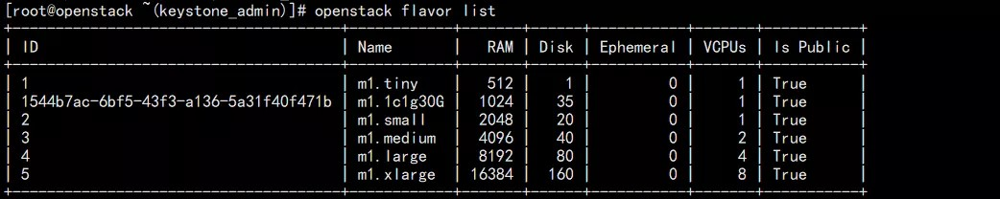 [root@openstack ~(keystone_admin)]# openstack flavor list
+--------------------------------------+-----------+-------+------+-----------+-------+-----------+
| ID                                   | Name      |   RAM | Disk | Ephemeral | VCPUs | Is Public |
+--------------------------------------+-----------+-------+------+-----------+-------+-----------+
| 1                                    | m1.tiny   |   512 |    1 |         0 |     1 | True      |
| 1544b7ac-6bf5-43f3-a136-5a31f40f471b | m1.1c1g30G |  1024 |   35 |         0 |     1 | True      |
| 2                                    | m1.small  |  2048 |   20 |         0 |     1 | True      |
| 3                                    | m1.medium |  4096 |   40 |         0 |     2 | True      |
| 4                                    | m1.large  |  8192 |   80 |         0 |     4 | True      |
| 5                                    | m1.xlarge | 16384 |  160 |         0 |     8 | True      |
+--------------------------------------+-----------+-------+------+-----------+-------+-----------+